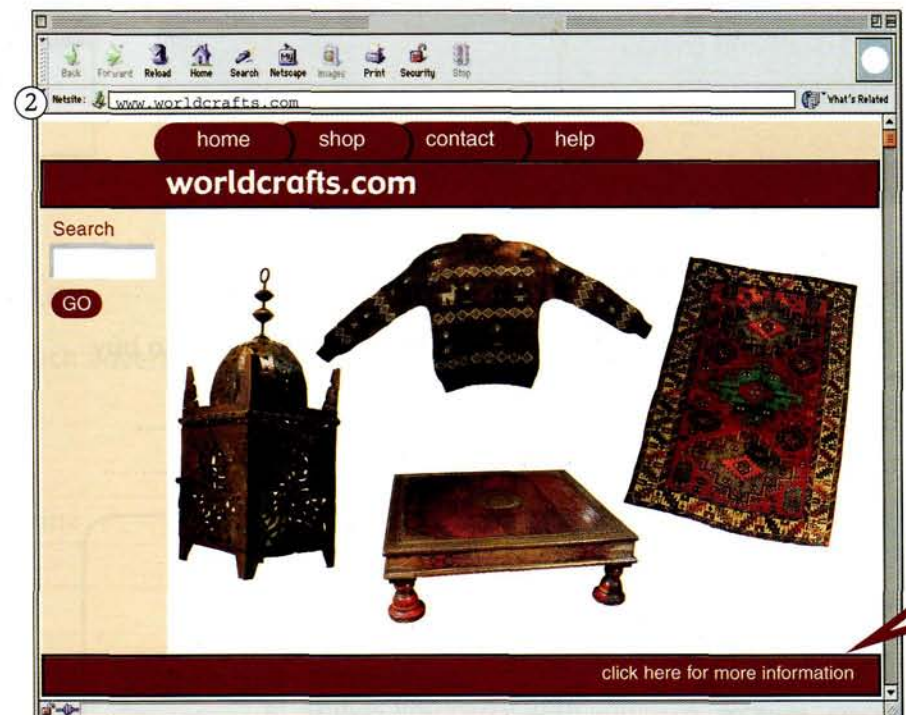 Back Forward Reload Home Search Netscape Images Print Security Stop
My
2 Netsite: www.worldcrafts.com What's Related
home shop contact help
worldcrafts.com
Search
GO
click here for more information